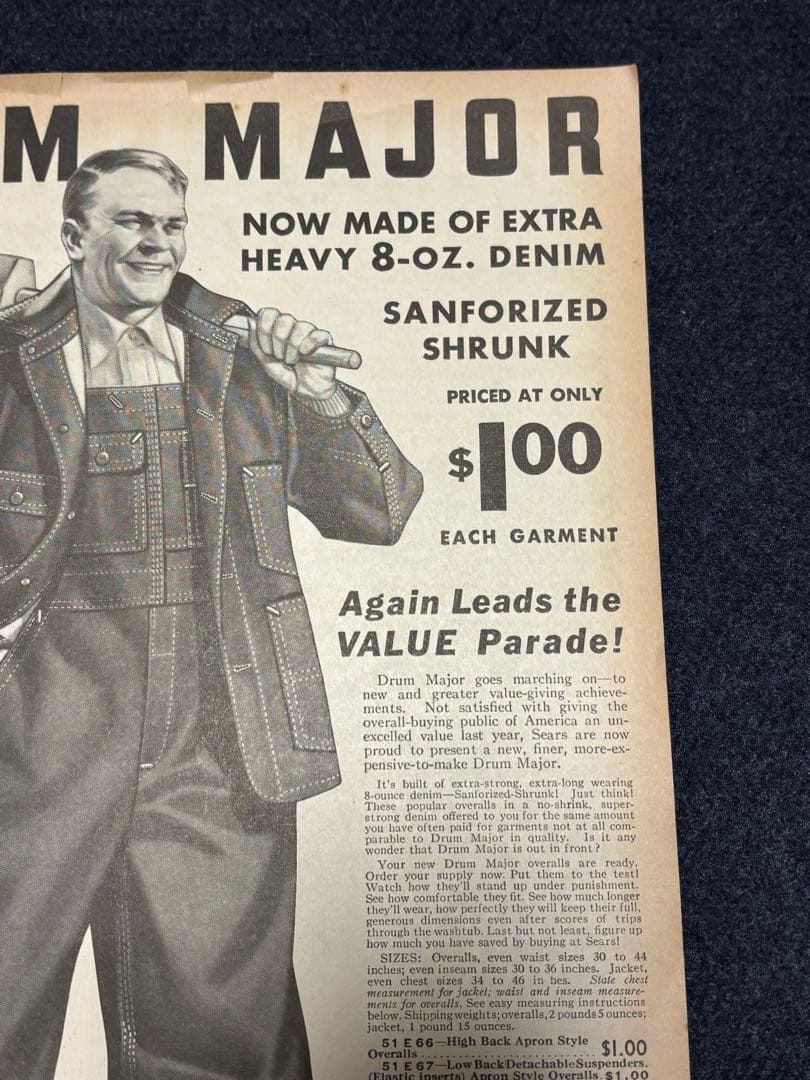 M MAJOR
NOW MADE OF EXTRA
HEAVY 8-OZ. DENIM
SANFORIZED
SHRUNK
PRICED AT ONLY
$1.00
EACH GARMENT
Again Leads the
VALUE Parade!
Drum Major goes marching on—to
new and greater value-giving achieve-
ments. Not satisfied with giving the
overall-buying public of America an un-
excelled value last year, Sears are now
proud to present a new, finer, more-ex-
pensive-to-make Drum Major.
It's built of extra-strong, extra-long wearing
8-ounce denim—Sanforized-Shrunk! Just think!
These popular overalls in a no-shrink, super-
strong denim offered to you for the same amount
you have often paid for garments not at all com-
parable to Drum Major in quality. Is it any
wonder that Drum Major is out in front?
Your new Drum Major overalls are ready.
Order your supply now. Put them to the test!
Watch how they'll stand up under punishment.
See how comfortable they fit. See how much longer
they'll wear, how perfectly they will keep their full,
generous dimensions even after scores of trips
through the washtub. Last but not least, figure up
how much you have saved by buying at Sears!
SIZES: Overalls, even waist sizes 30 to 44
inches; even inseam sizes 30 to 36 inches. Jacket,
even chest sizes 34 to 46 in hes. State chest
measurement for jacket; waist and inseam measure-
ments for overalls. See easy measuring instructions
below. Shipping weights; overalls, 2 pounds 5 ounces;
jacket, 1 pound 15 ounces.
51 E 66—High Back Apron Style
Overalls . . . . . . . . . . . . . . . . . . . . $1.00
51 E 67—Low Back Detachable Suspenders.
(Elastic inserts) Apron Style Overalls $1.00